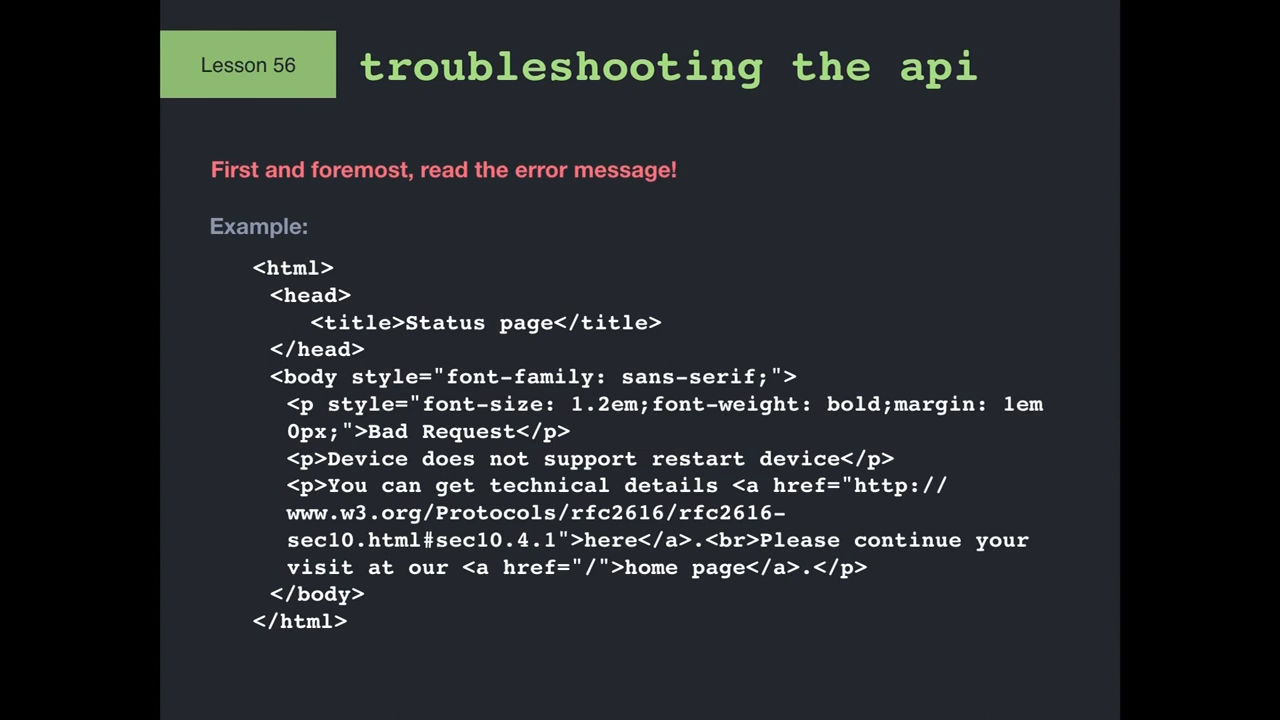 Lesson 56
troubleshooting the api
First and foremost, read the error message!
Example:
<html>
<head>
<title>Status page</title>
</head>
<body style="font-family: sans-serif;">
<p style="font-size: 1.2em;font-weight: bold;margin: 1em
0px;">Bad Request</p>
<p>Device does not support restart device</p>
<p>You can get technical details <a href="http://
www.w3.org/Protocols/rfc2616/rfc2616-
sec10.html#sec10.4.1">here</a>.<br>Please continue your
visit at our <a href="/">home page</a>.</p>
</body>
</html>